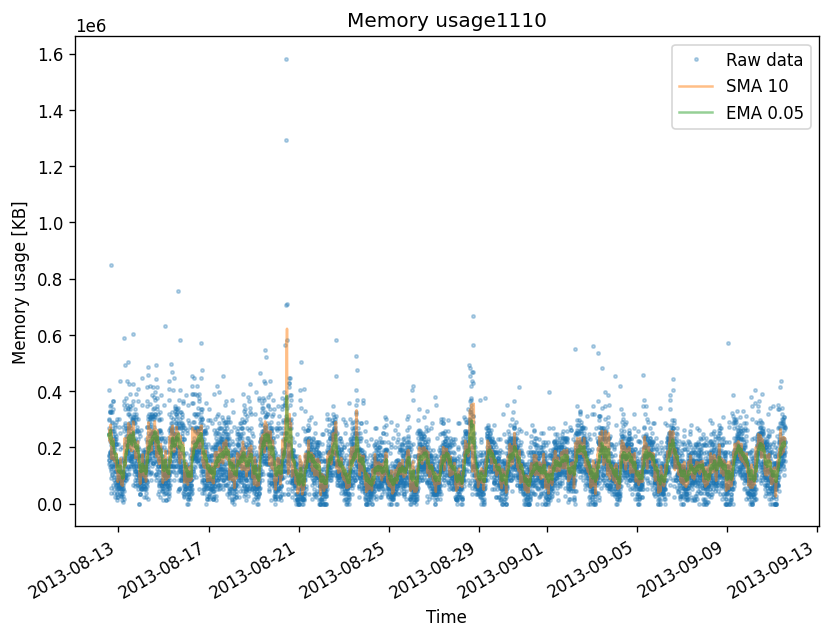 Memory usage1110
1e6
Raw data
SMA 10
EMA 0.05
1.6
1.4
1.2
1.0
0.8
0.6
0.4
0.2
0.0
Memory usage [KB]
2013-08-13
2013-08-17
2013-08-21
2013-08-25
2013-08-29
2013-09-01
2013-09-05
2013-09-09
2013-09-13
Time